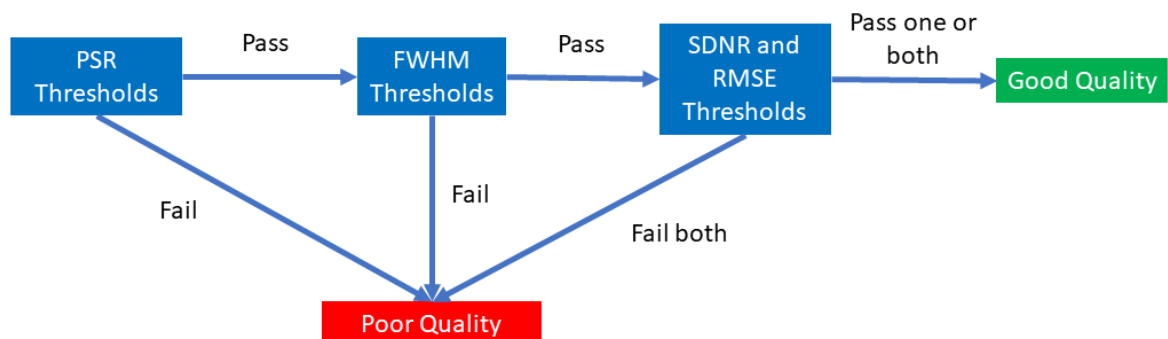 PSR
Thresholds
Pass
FWHM
Thresholds
Pass
SDNR and
RMSE
Thresholds
Pass one or
both
Good Quality
Fail
Fail
Fail both
Poor Quality